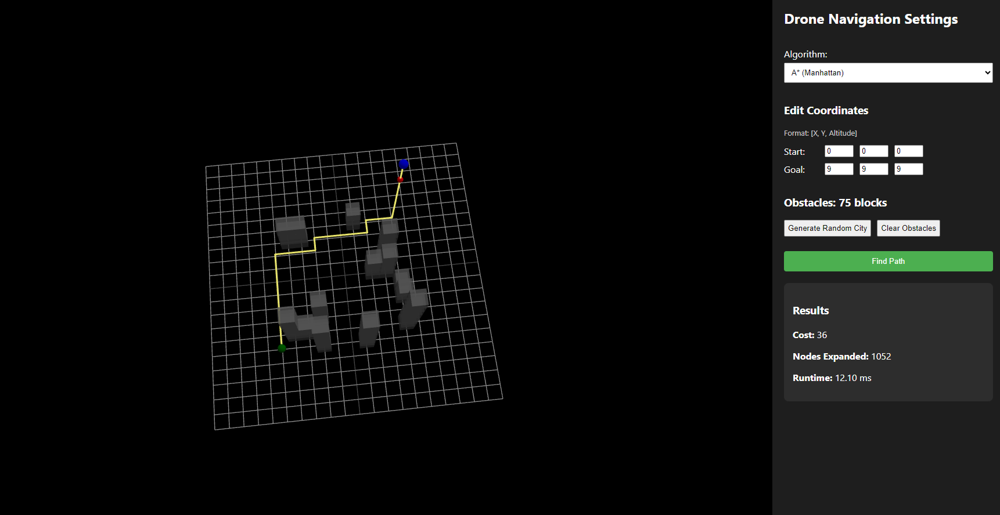 Drone Navigation Settings
Algorithm:
A* (Manhattan)
Edit Coordinates
Format: [X, Y, Altitude]
Start: 0 0 0
Goal: 9 9 9
Obstacles: 75 blocks
Generate Random City Clear Obstacles
Find Path
Results
Cost: 36
Nodes Expanded: 1052
Runtime: 12.10 ms